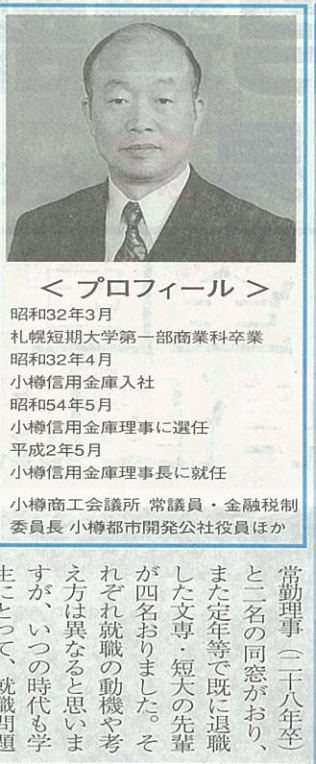 < プロフィール >
昭和32年3月
札幌短期大学第一部商業科卒業
昭和32年4月
小樽信用金庫入社
昭和54年5月
小樽信用金庫理事に選任
平成2年5月
小樽信用金庫理事長に就任
小樽商工会議所 常議員・金融税制
委員長 小樽都市開発公社役員ほか
常勤理事(二十八年卒)
と二名の同窓がおり、
また定年等で既に退職
した文専・短大の先輩
が四名おりました。そ
れぞれ就職の動機や考
え方は異なると思いま
すが、いつの時代も学
生にとって、就職問題